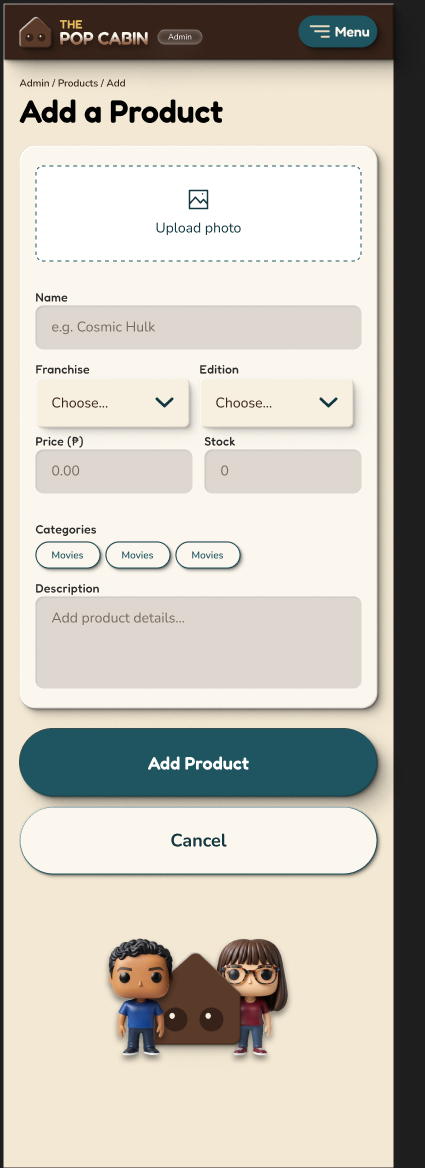 THE
POP CABIN
Admin
Menu
Admin / Products / Add
Add a Product
Upload photo
Name
e.g. Cosmic Hulk
Franchise Edition
Choose... Choose...
Price (₱) Stock
0.00 0
Categories
Movies Movies Movies
Description
Add product details...
Add Product
Cancel